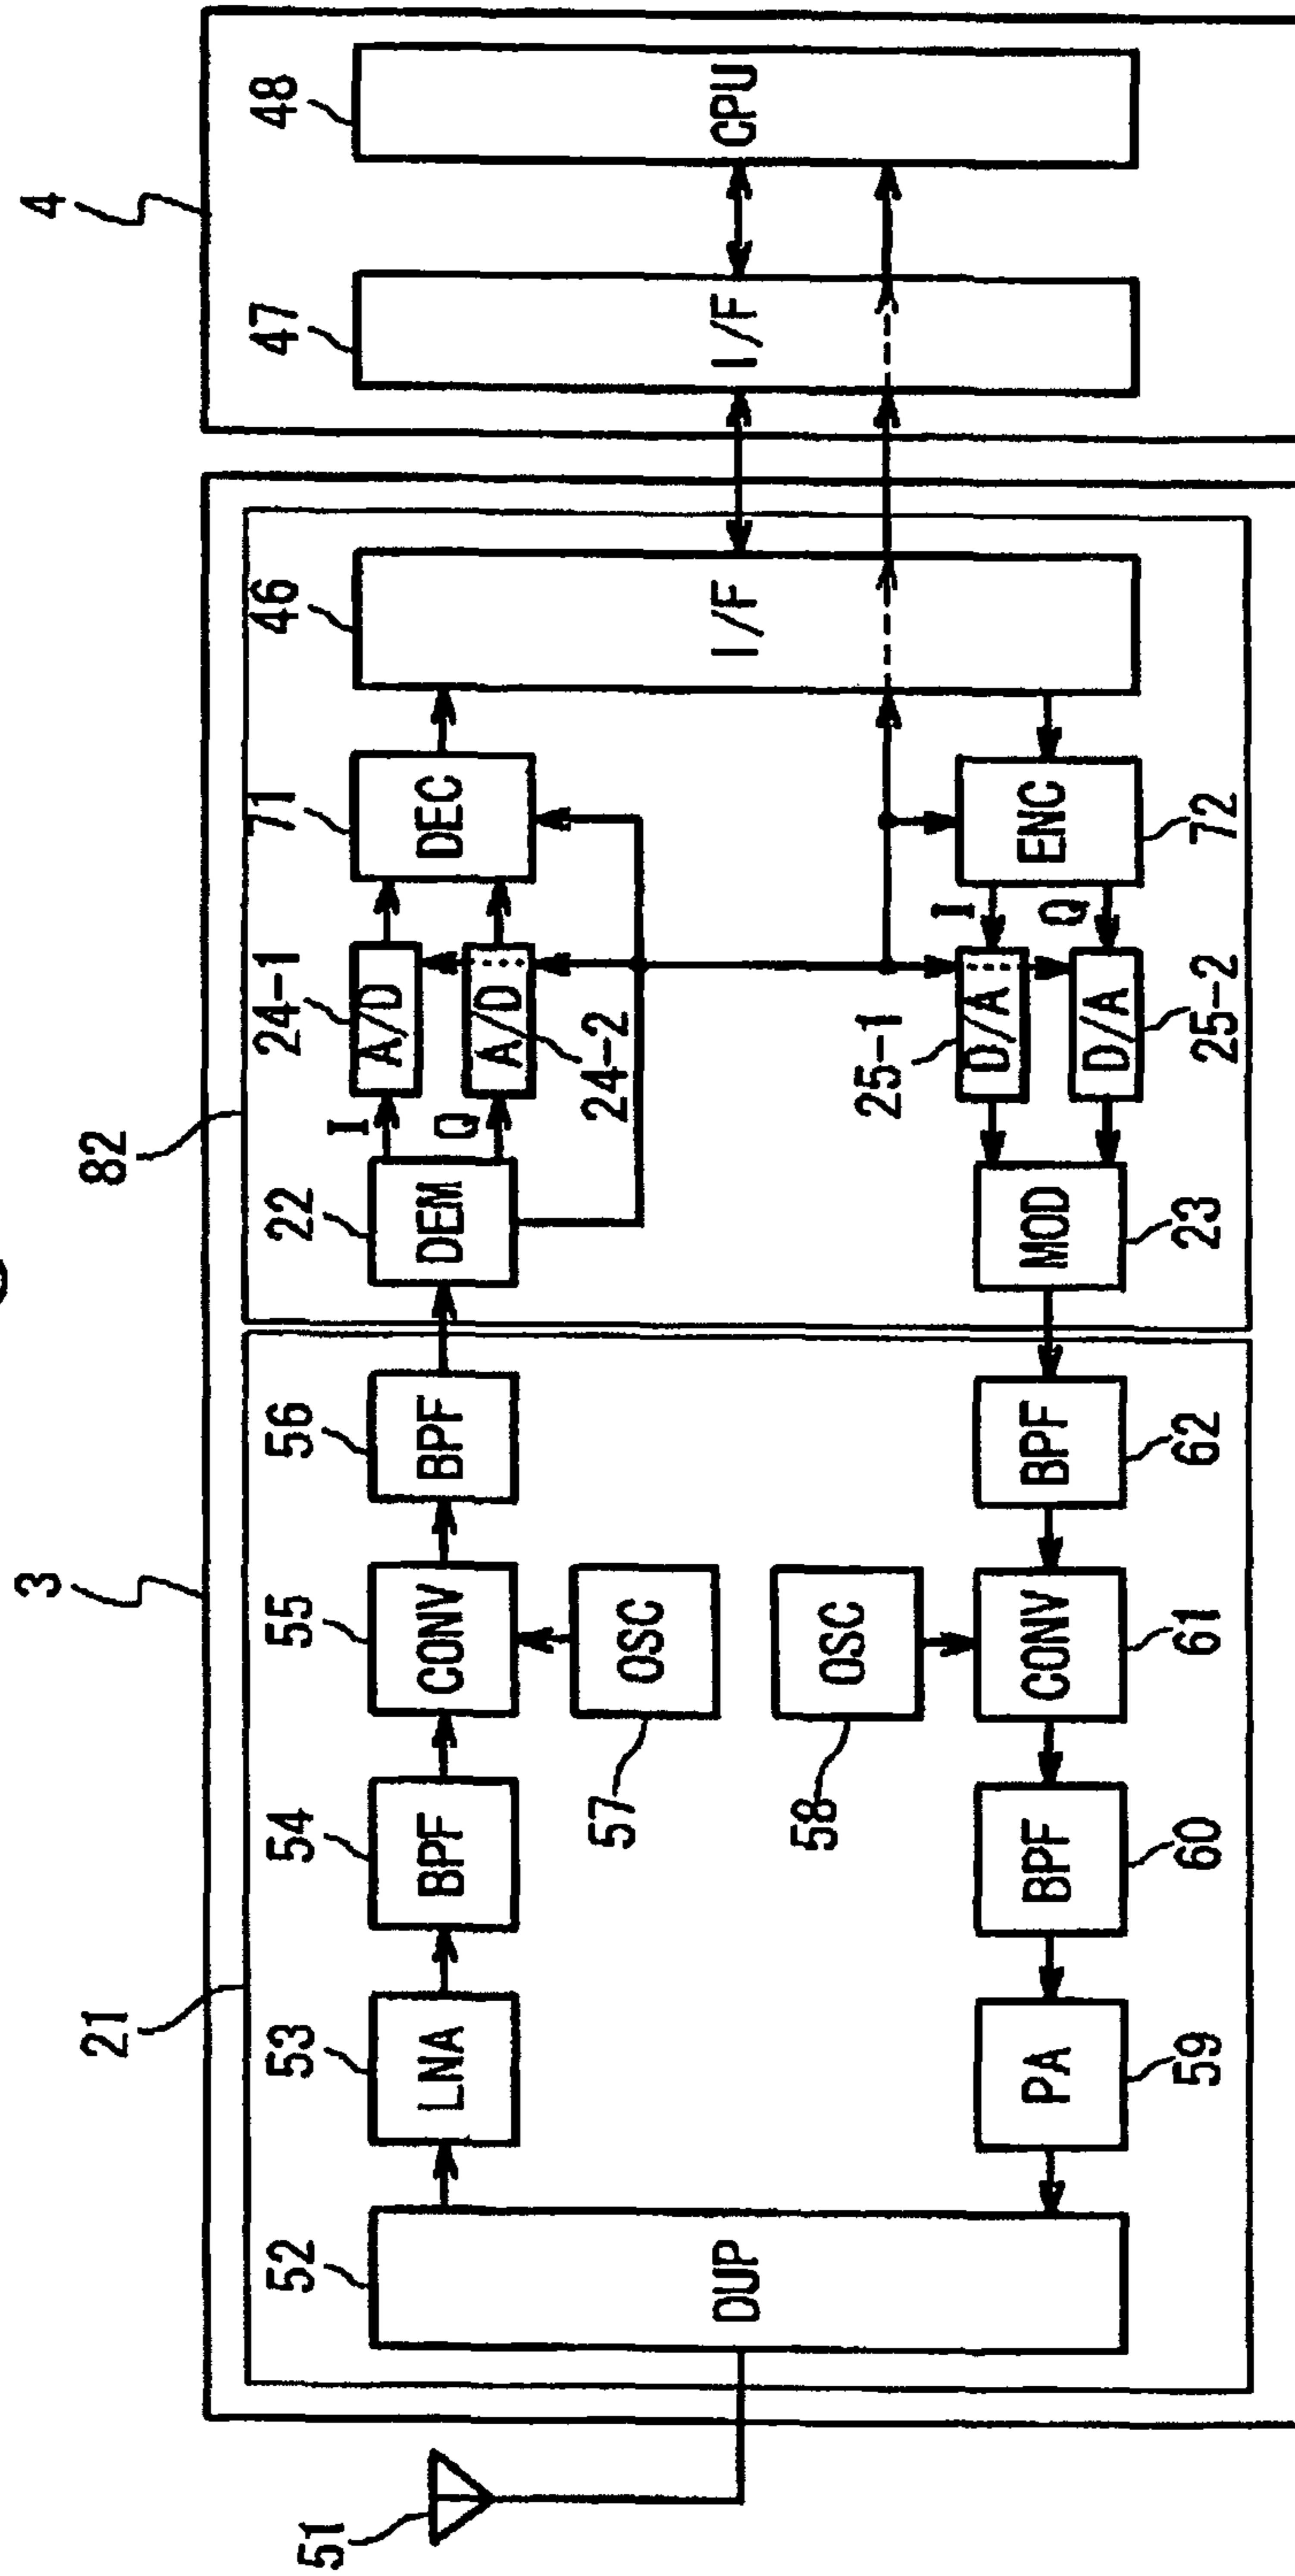 3
4
21
82
51
52
53
54
55
56
22
24-1
71
46
47
48
DUP
LNA
BPF
CONV
BPF
DEM
I
Q
A/D
A/D
DEC
I/F
I/F
CPU
24-2
57
OSC
58
OSC
25-1
PA
BPF
CONV
BPF
MOD
D/A
D/A
I
Q
ENC
59
60
61
62
23
25-2
72